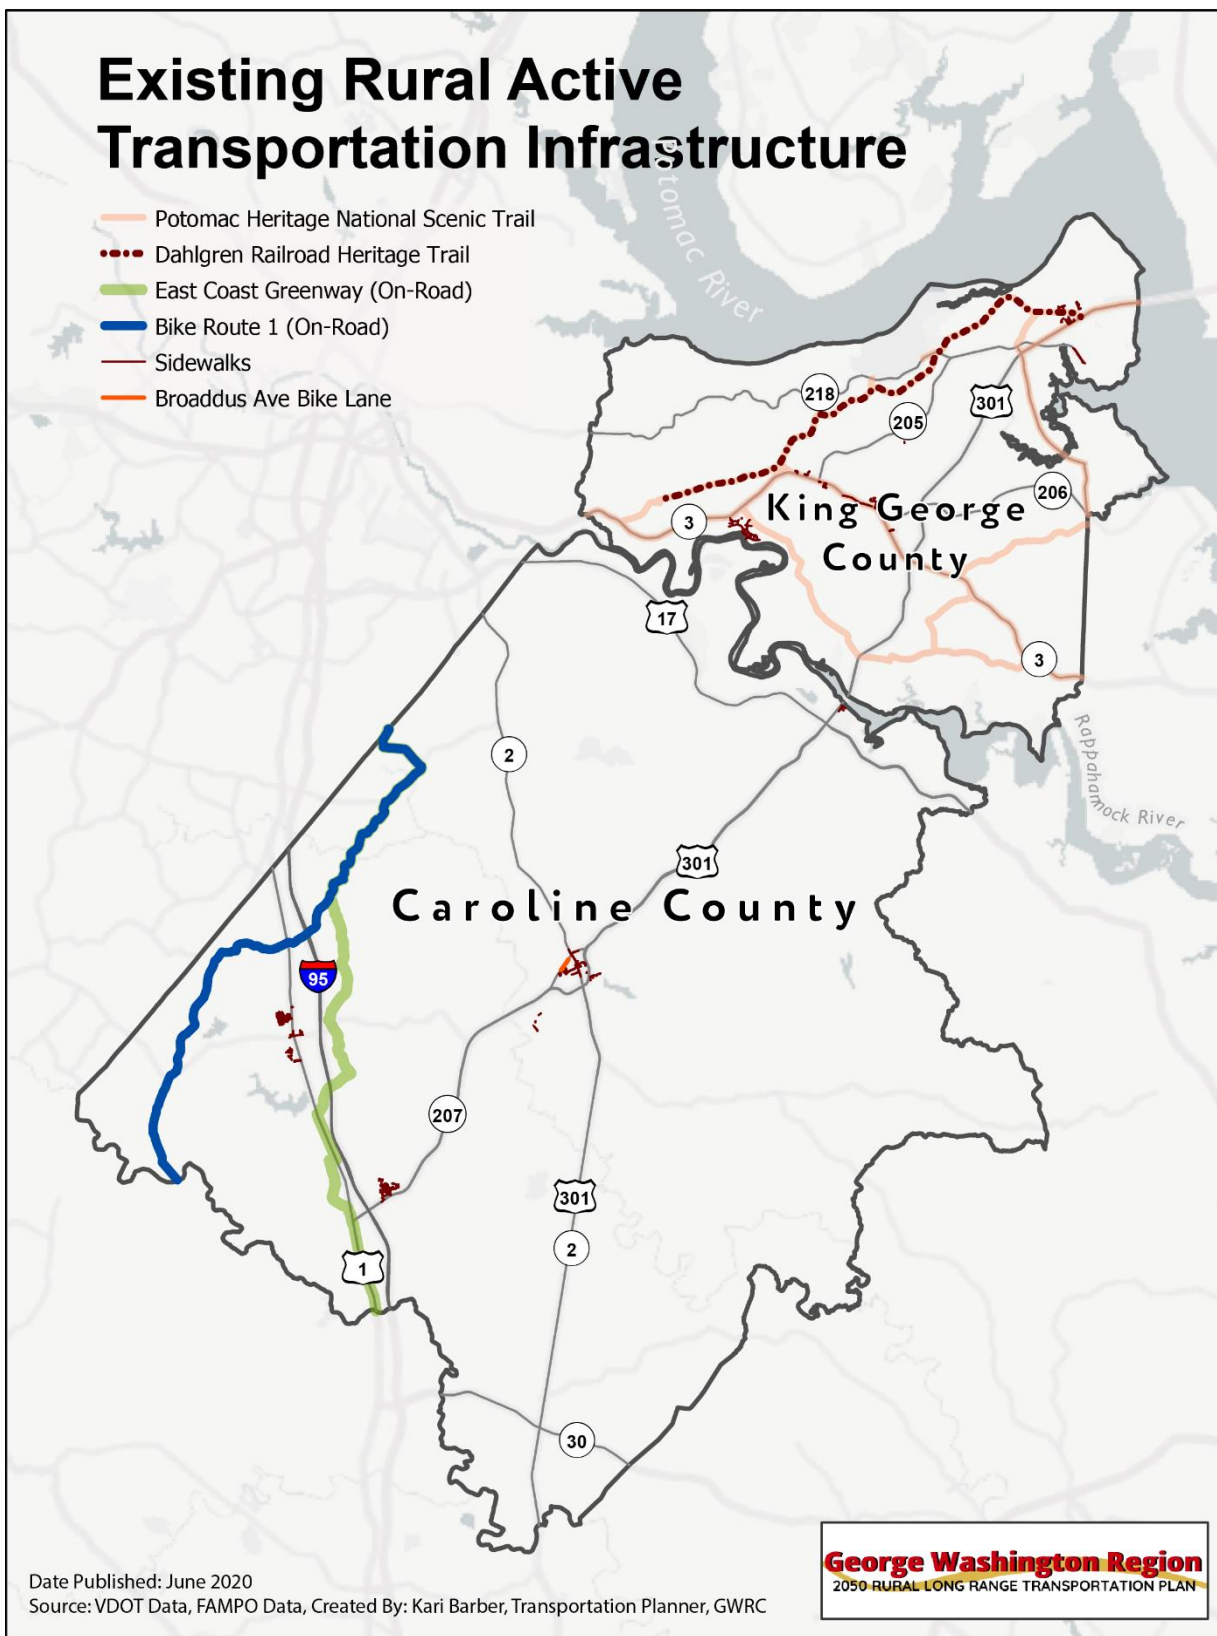 Existing Rural Active
Transportation Infrastructure
Potomac Heritage National Scenic Trail
Dahlgren Railroad Heritage Trail
East Coast Greenway (On-Road)
Bike Route 1 (On-Road)
Sidewalks
Broaddus Ave Bike Lane
Potomac River
218
301
205
206
King George
County
3
17
3
Rappahannock River
2
301
Caroline County
95
207
301
2
1
30
George Washington Region
2050 RURAL LONG RANGE TRANSPORTATION PLAN
Date Published: June 2020
Source: VDOT Data, FAMPO Data, Created By: Kari Barber, Transportation Planner, GWRC